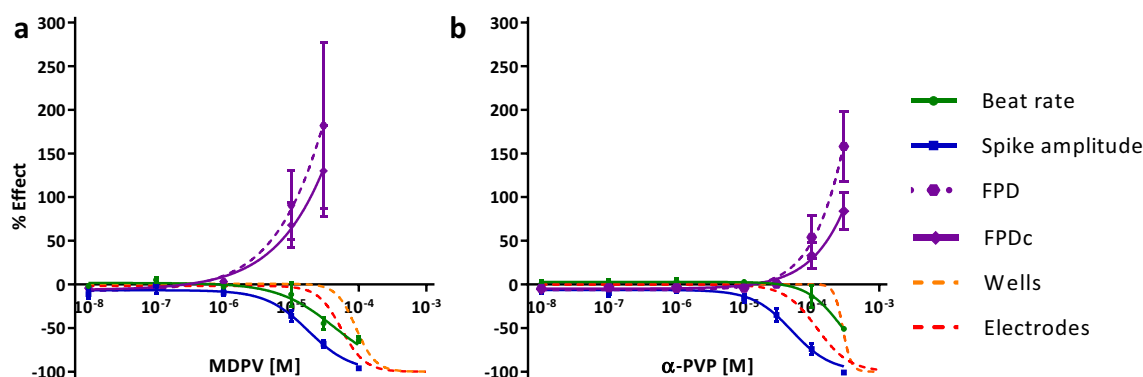 a
300
250
200
150
100
50
0
-50
-100
% Effect
10-8
10-7
10-6
10-5
10-4
10-3
MDPV [M]
b
300
250
200
150
100
50
0
-50
-100
10-8
10-7
10-6
10-5
10-4
10-3
α-PVP [M]
Beat rate
Spike amplitude
FPD
FPDc
Wells
Electrodes